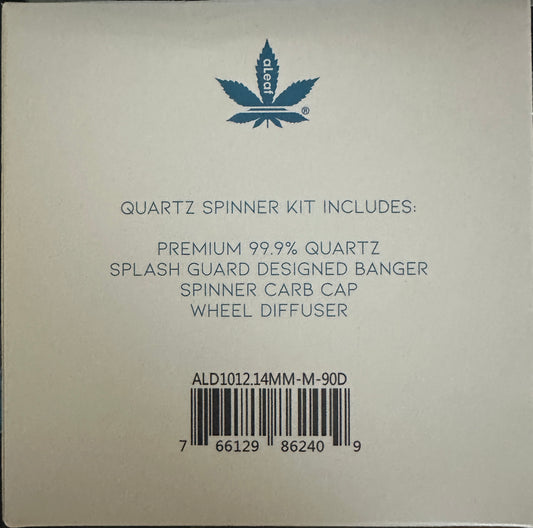 aLeaf
®
QUARTZ SPINNER KIT INCLUDES:
PREMIUM 99.9% QUARTZ
SPLASH GUARD DESIGNED BANGER
SPINNER CARB CAP
WHEEL DIFFUSER
ALD1012.14MM-M-90D
7 66129 86240 9